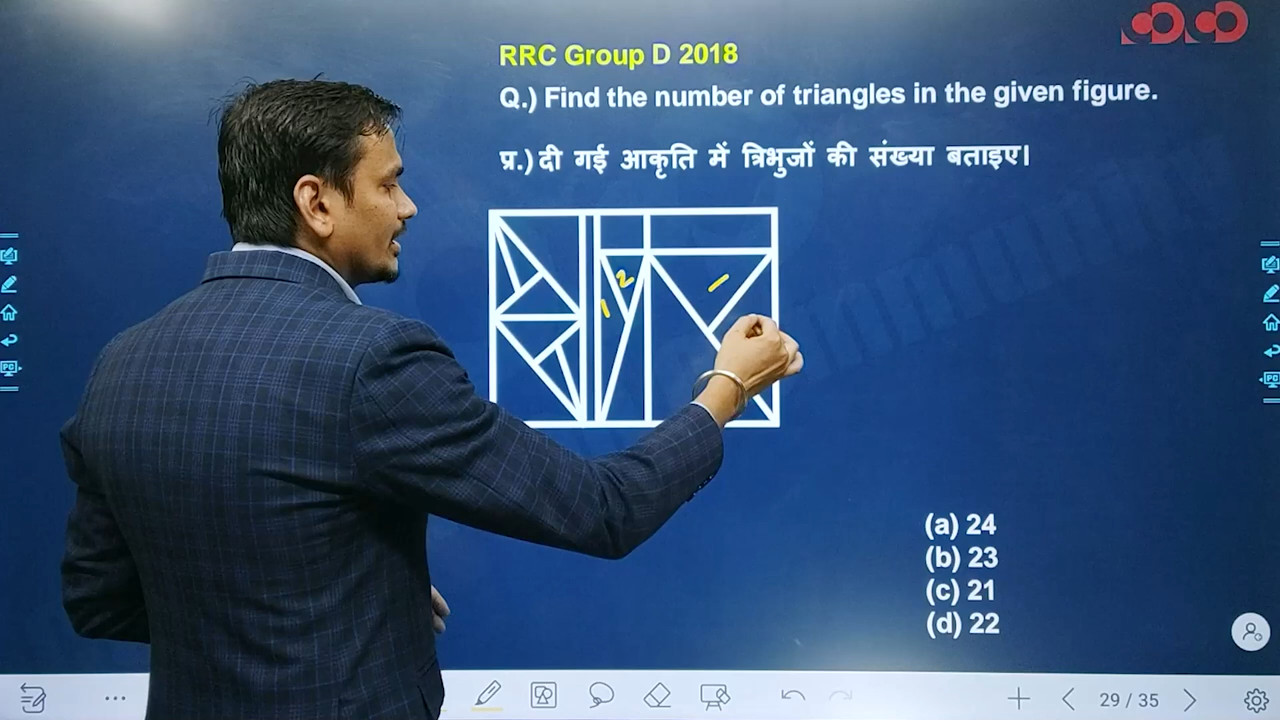 RRC Group D 2018
Q.) Find the number of triangles in the given figure.
प्र.) दी गई आकृति में त्रिभुजों की संख्या बताइए।
1
2
1
(a) 24
(b) 23
(c) 21
(d) 22
29 / 35